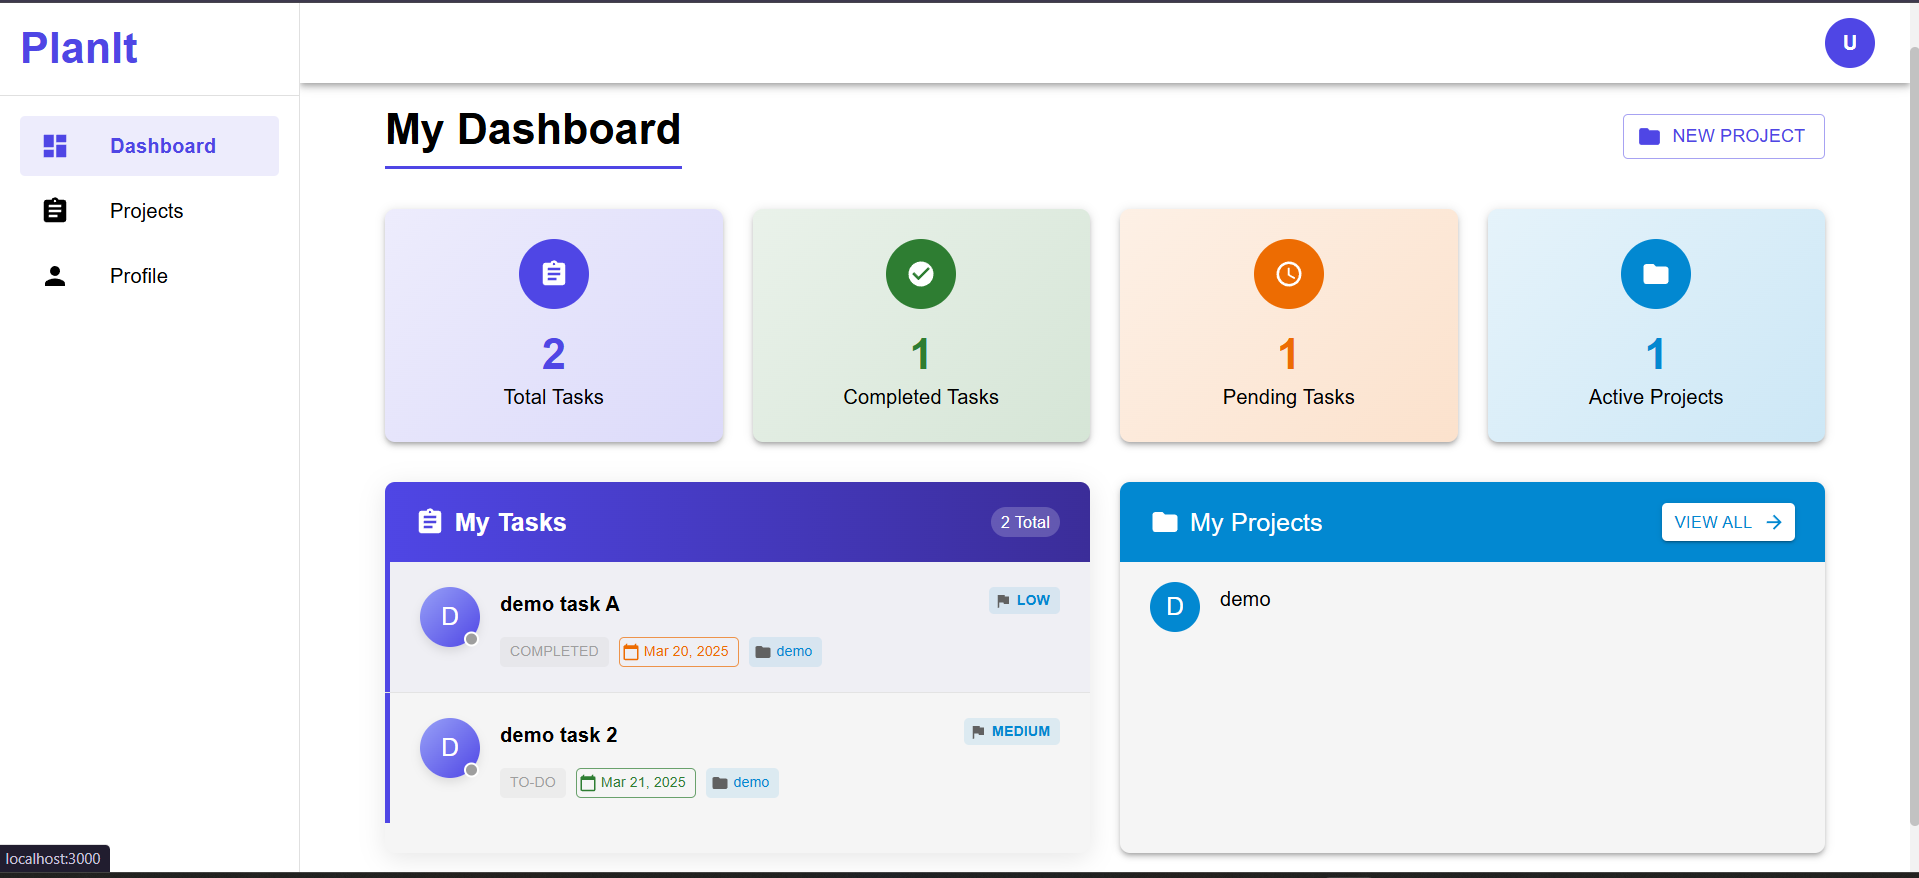 PlanIt
U
Dashboard
Projects
Profile
My Dashboard
NEW PROJECT
2
Total Tasks
1
Completed Tasks
1
Pending Tasks
1
Active Projects
My Tasks
2 Total
D
demo task A
LOW
COMPLETED
Mar 20, 2025
demo
D
demo task 2
MEDIUM
TO-DO
Mar 21, 2025
demo
My Projects
VIEW ALL
D
demo
localhost:3000